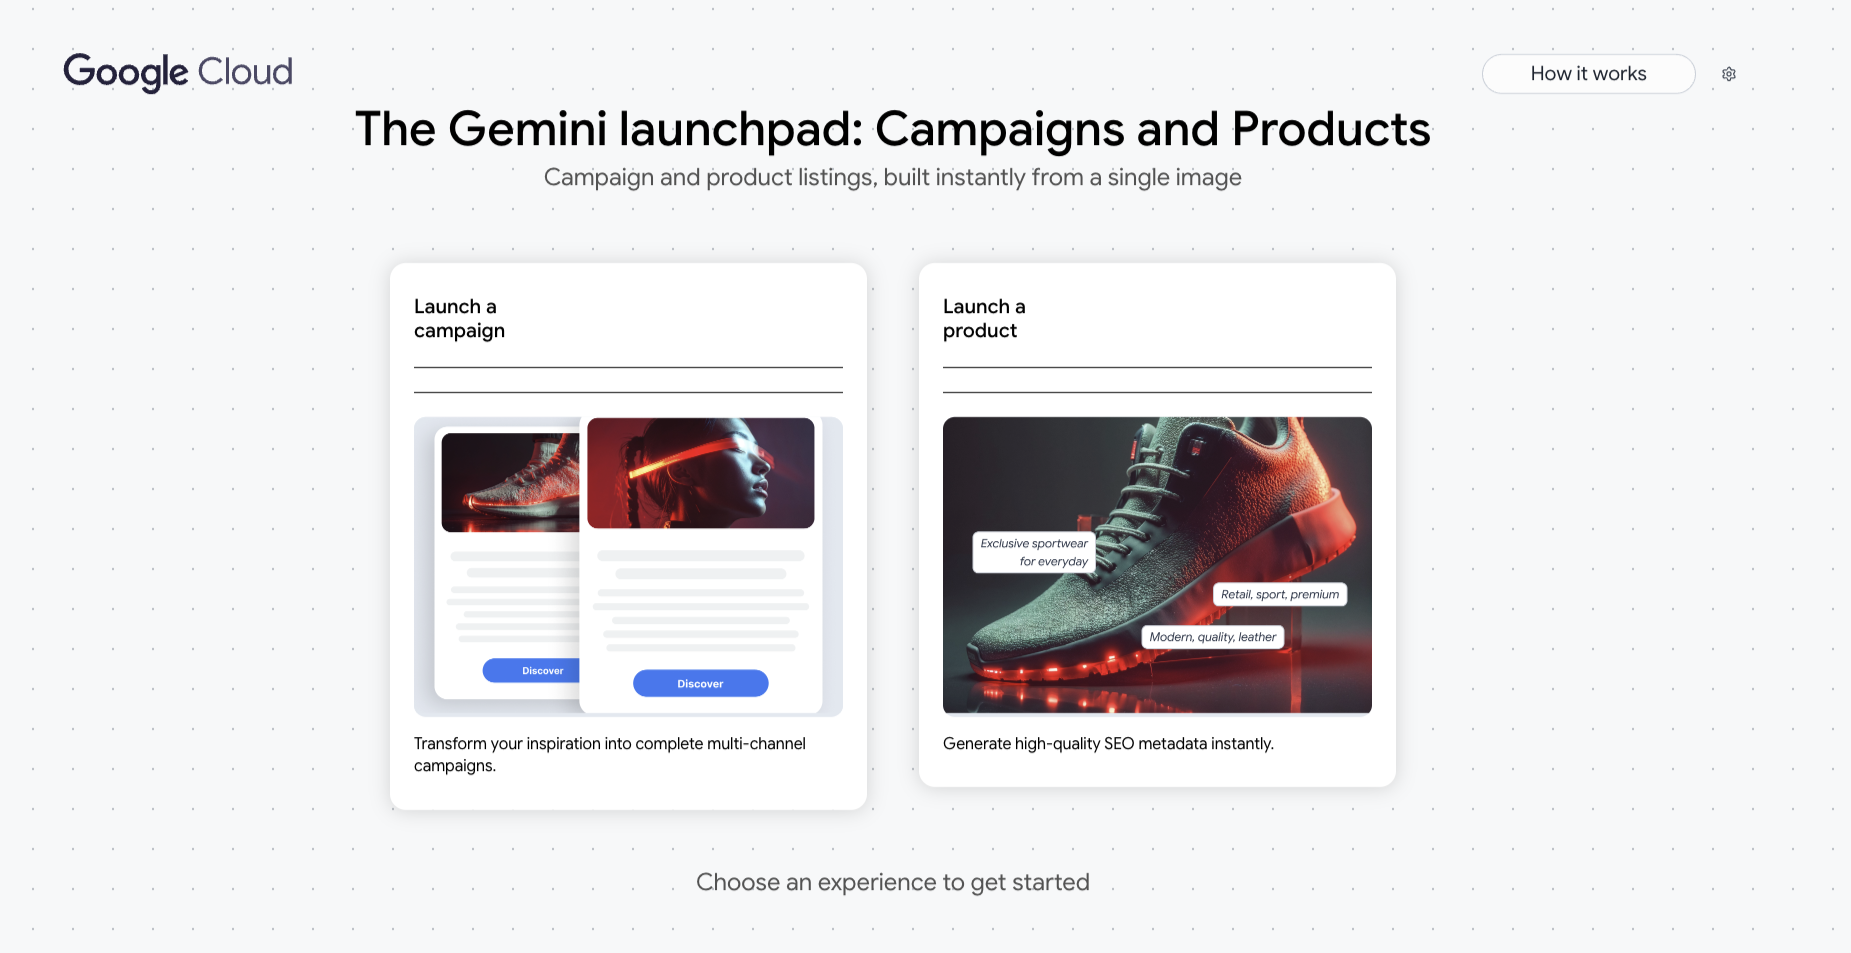 Google Cloud
How it works
The Gemini launchpad: Campaigns and Products
Campaign and product listings, built instantly from a single image
Launch a
campaign
Discover
Discover
Transform your inspiration into complete multi-channel
campaigns.
Launch a
product
Exclusive sportwear
for everyday
Retail, sport, premium
Modern, quality, leather
Generate high-quality SEO metadata instantly.
Choose an experience to get started